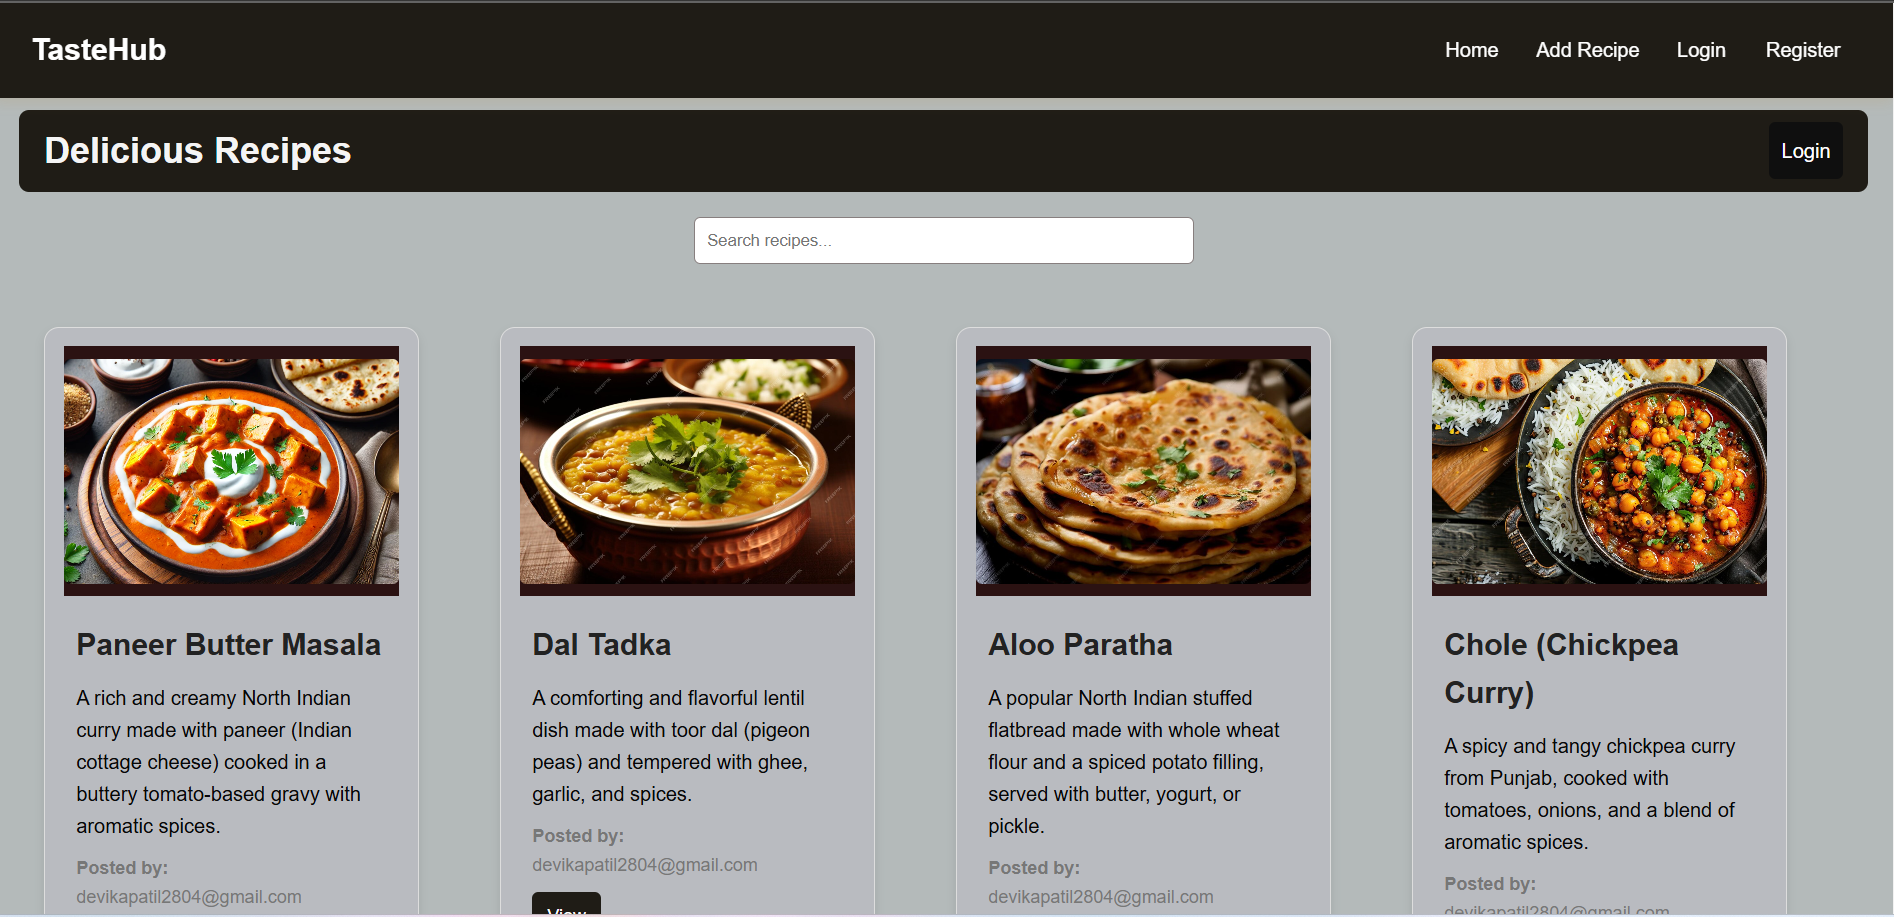 TasteHub
Home
Add Recipe
Login
Register
Delicious Recipes
Login
Search recipes...
Paneer Butter Masala
A rich and creamy North Indian
curry made with paneer (Indian
cottage cheese) cooked in a
buttery tomato-based gravy with
aromatic spices.
Posted by:
devikapatil2804@gmail.com
Dal Tadka
A comforting and flavorful lentil
dish made with toor dal (pigeon
peas) and tempered with ghee,
garlic, and spices.
Posted by:
devikapatil2804@gmail.com
View
Aloo Paratha
A popular North Indian stuffed
flatbread made with whole wheat
flour and a spiced potato filling,
served with butter, yogurt, or
pickle.
Posted by:
devikapatil2804@gmail.com
Chole (Chickpea
Curry)
A spicy and tangy chickpea curry
from Punjab, cooked with
tomatoes, onions, and a blend of
aromatic spices.
Posted by:
devikapatil2804@gmail.com